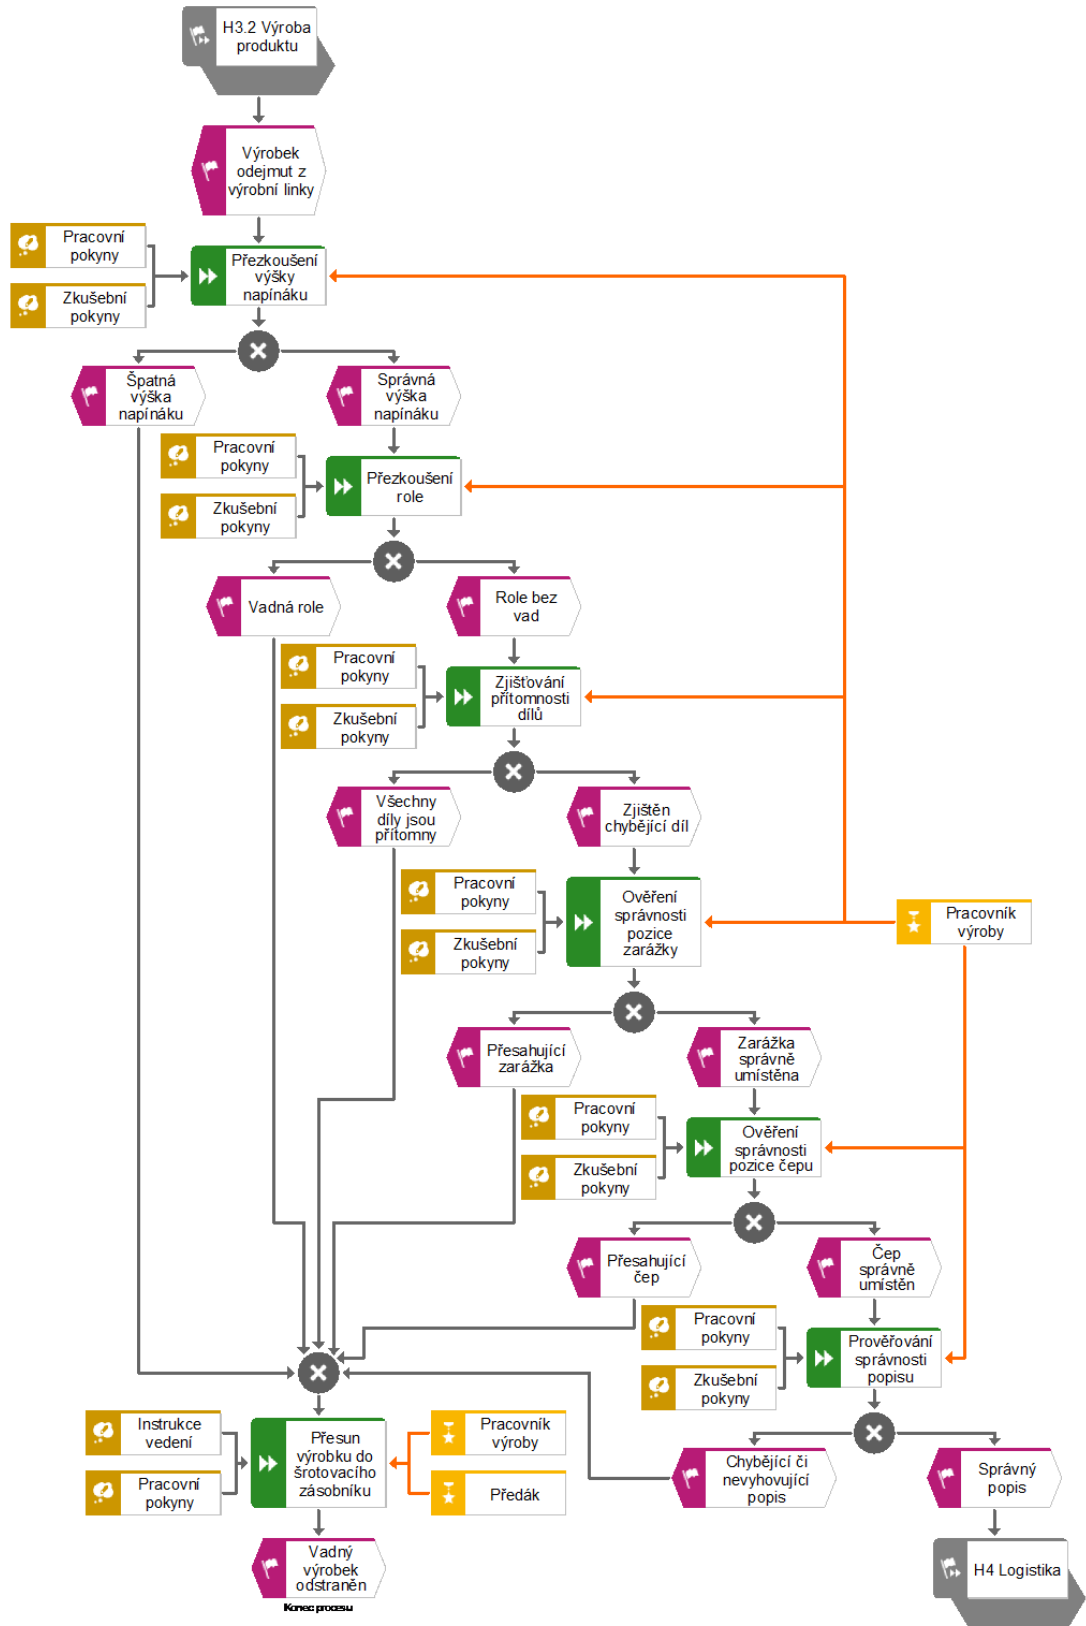 H3.2 Výroba
produktu
Výrobek
odejmut z
výrobní linky
Pracovní
pokyny
Přezkoušení
výšky
napínáku
Zkušební
pokyny
Špatná
výška
napínáku
Správná
výška
napínáku
Pracovní
pokyny
Přezkoušení
role
Zkušební
pokyny
Vadná role
Role bez
vad
Pracovní
pokyny
Zjišťování
přítomnosti
dílů
Zkušební
pokyny
Všechny
díly jsou
přítomny
Zjištěn
chybějící díl
Pracovní
pokyny
Ověření
správnosti
pozice
zarážky
Pracovník
výroby
Zkušební
pokyny
Přesahující
zarážka
Zarážka
správně
umístěna
Pracovní
pokyny
Ověření
správnosti
pozice čepu
Zkušební
pokyny
Přesahující
čep
Čep
správně
umístěn
Pracovní
pokyny
Prověřování
správnosti
popisu
Zkušební
pokyny
Instrukce
vedení
Přesun
výrobku do
šrotovacího
zásobníku
Pracovník
výroby
Pracovní
pokyny
Předák
Chybějící či
nevyhovující
popis
Správný
popis
Vadný
výrobek
odstraněn
Konec procesu
H4 Logistika